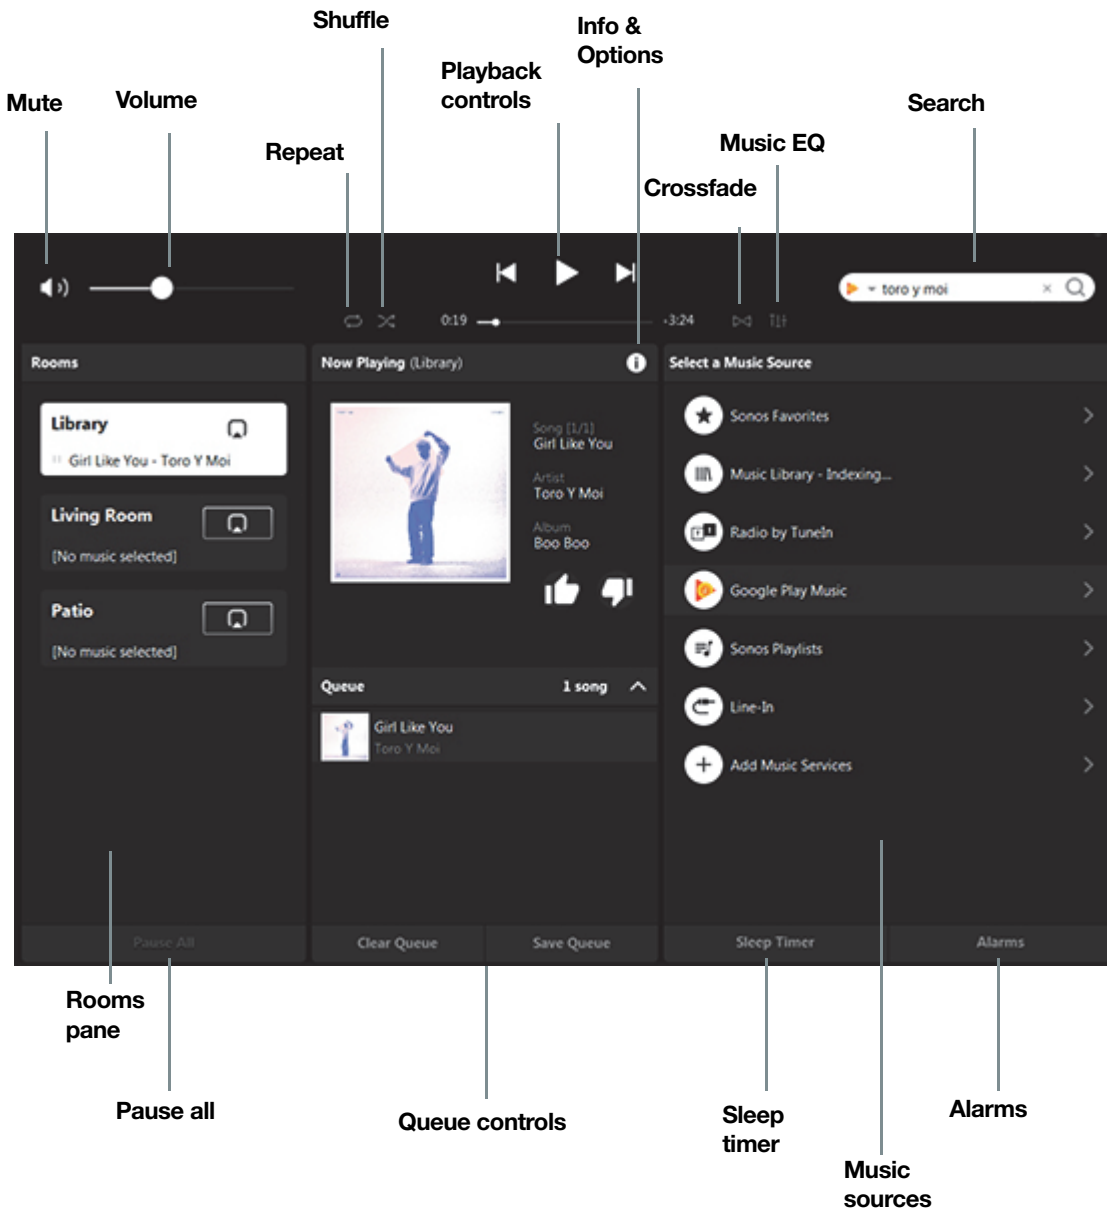 Shuffle
Info &
Options
Playback
controls
Mute
Volume
Search
Music EQ
Repeat
Crossfade
toro y moi
0:19
-3:24
Rooms
Now Playing (Library)
Select a Music Source
Library
Girl Like You - Toro Y Moi
Living Room
[No music selected]
Patio
[No music selected]
Song [1/1]
Girl Like You
Artist
Toro Y Moi
Album
Boo Boo
Queue
1 song
Girl Like You
Toro Y Moi
Sonos Favorites
Music Library - Indexing...
Radio by TuneIn
Google Play Music
Sonos Playlists
Line-In
Add Music Services
Pause All
Clear Queue
Save Queue
Sleep Timer
Alarms
Rooms
pane
Pause all
Queue controls
Sleep
timer
Alarms
Music
sources